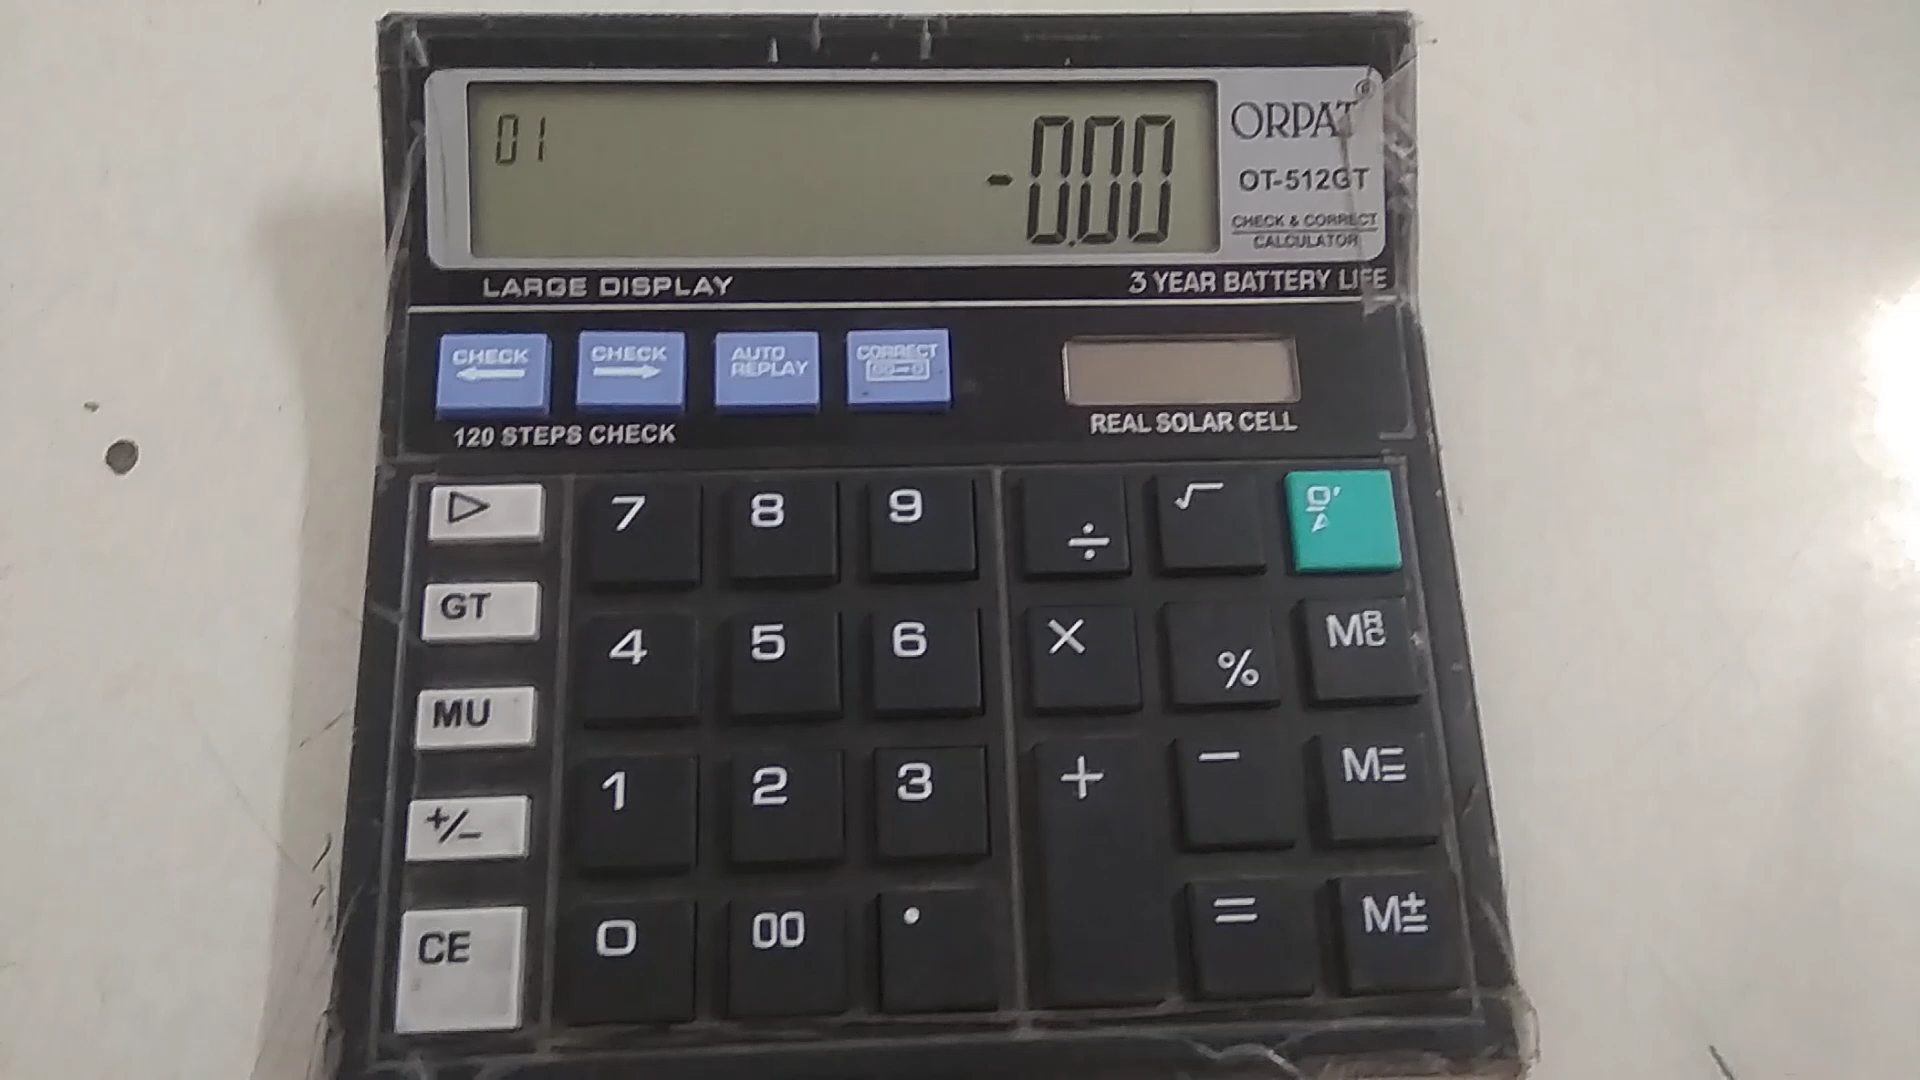 01
-0.00
ORPAT®
OT-512GT
CHECK & CORRECT
CALCULATOR
LARGE DISPLAY
3 YEAR BATTERY LIFE
CHECK ←
CHECK →
AUTO
REPLAY
CORRECT
120 STEPS CHECK
REAL SOLAR CELL
▷ 7 8 9 ÷ √
GT 4 5 6 × % MRC
MU 1 2 3 + − M=
+/−
CE 0 00 . = M±